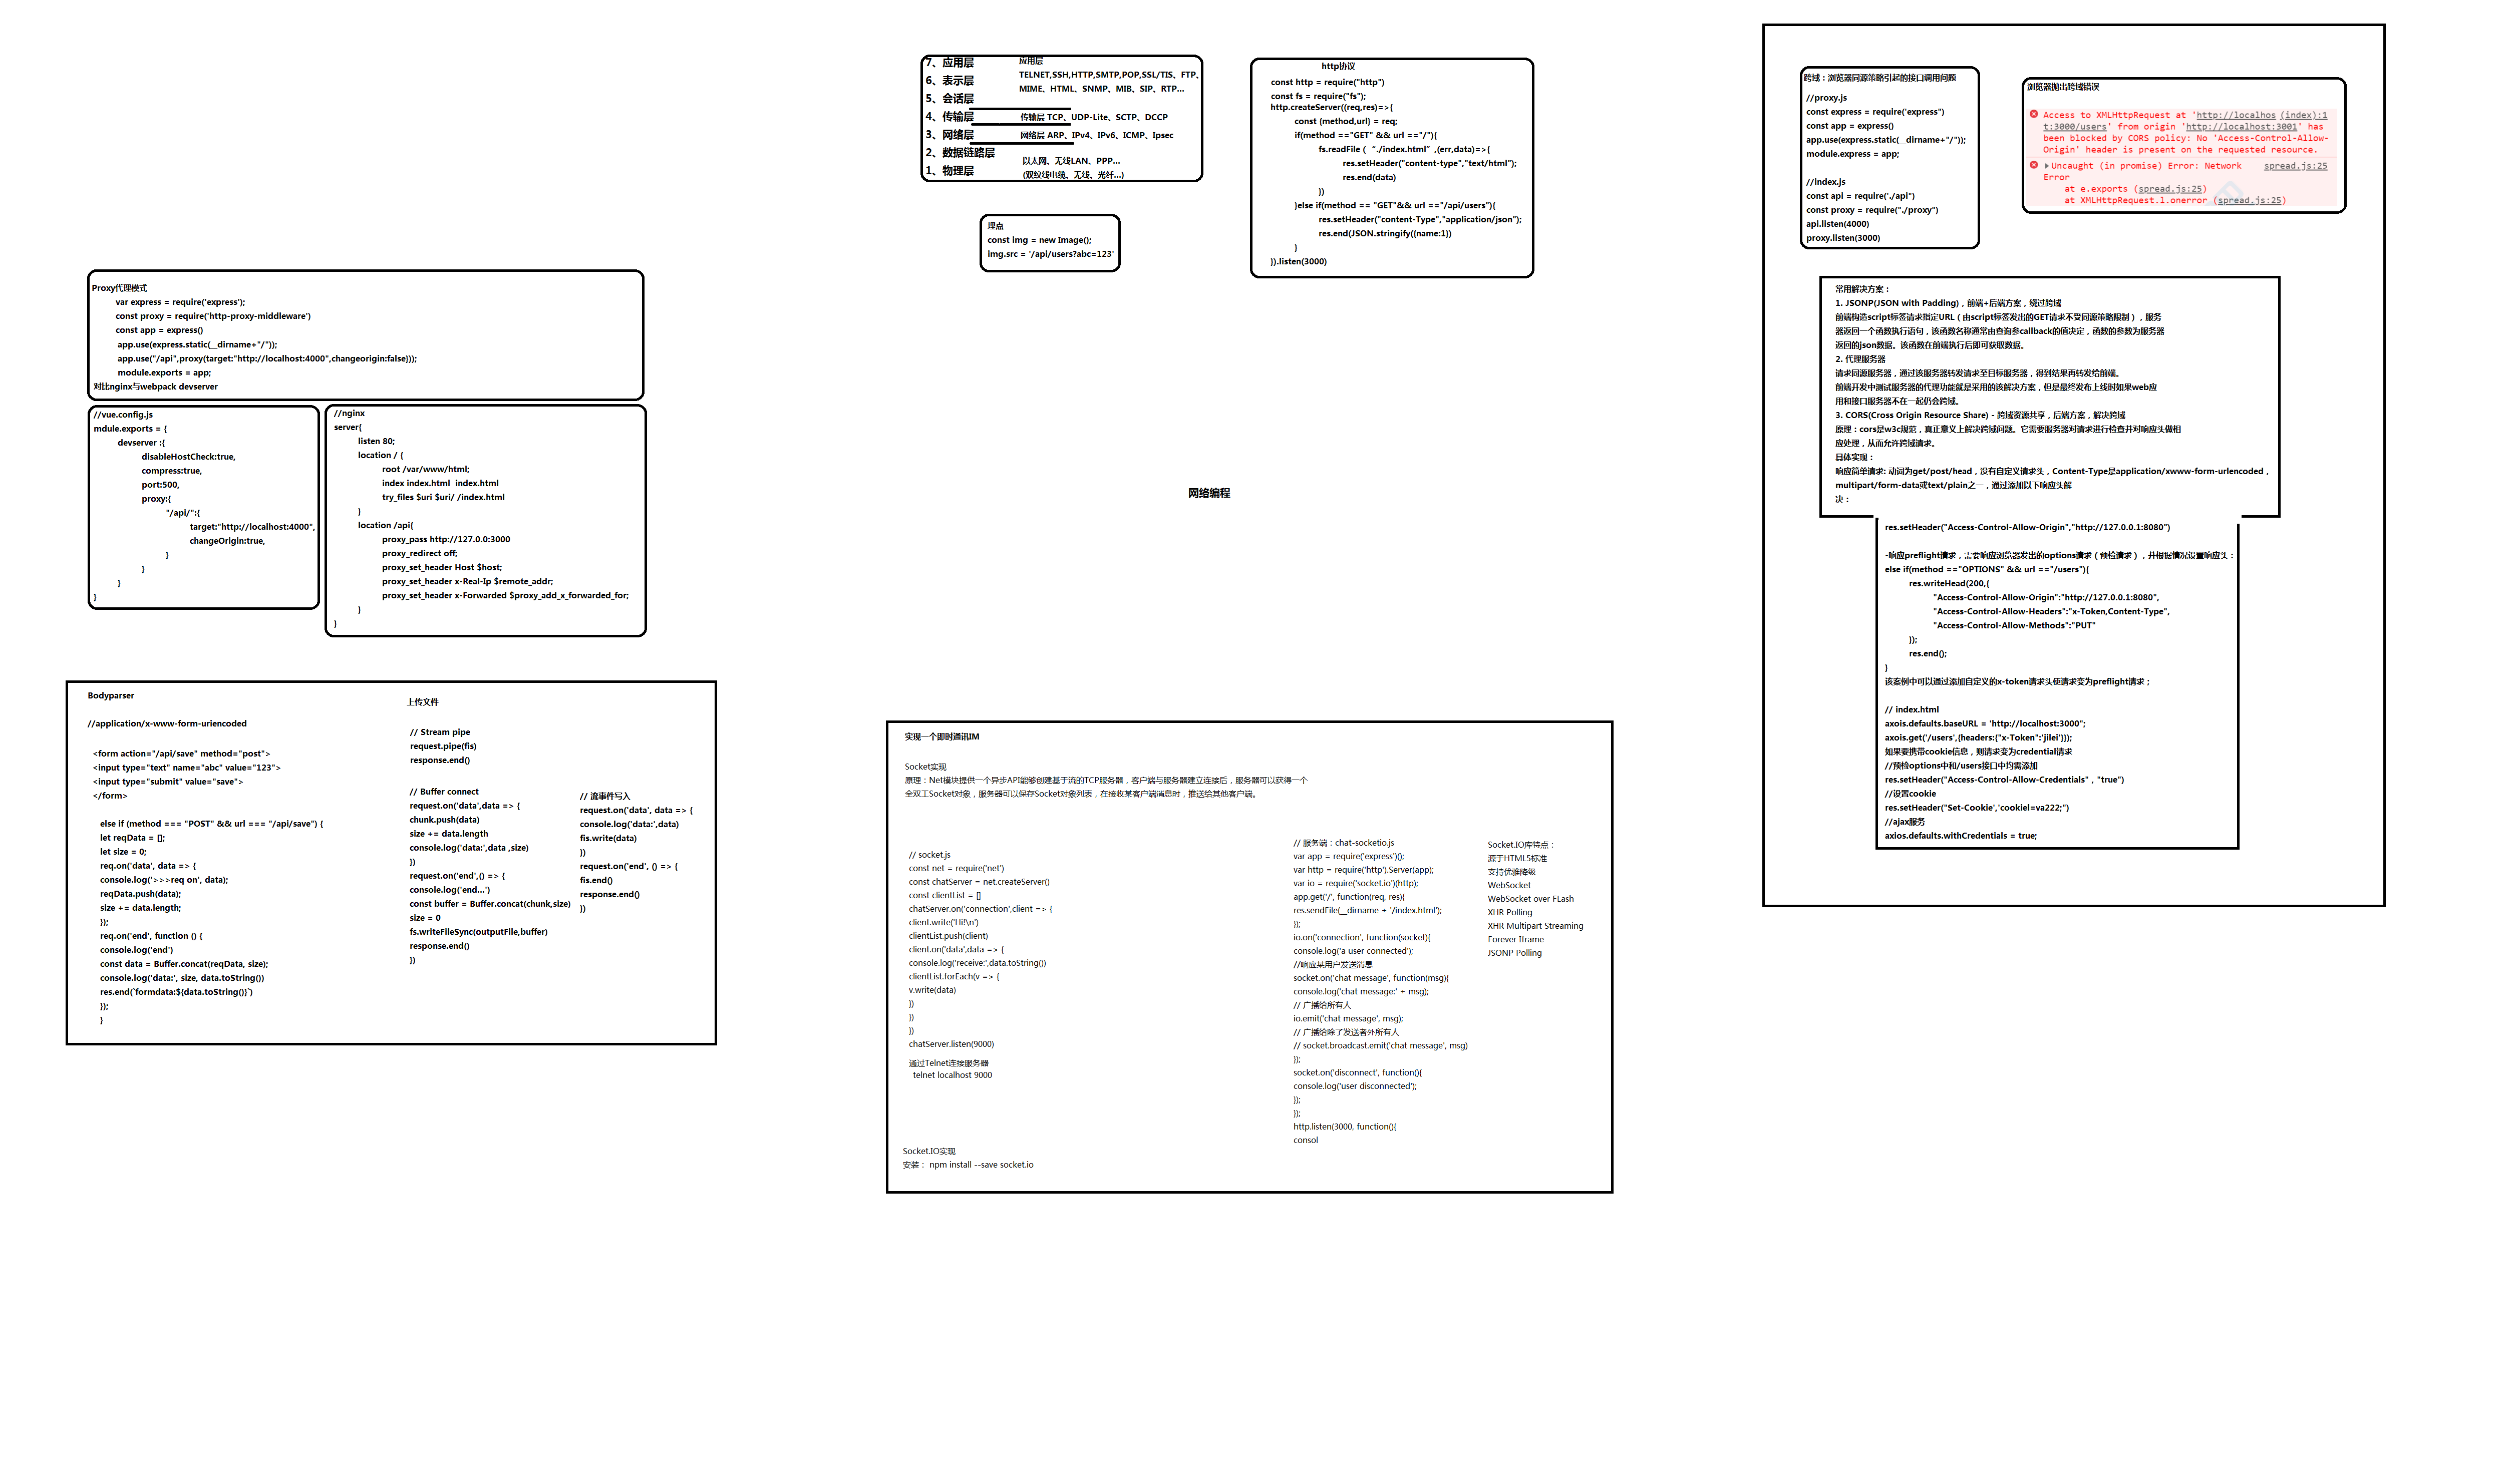 7、应用层
6、表示层
5、会话层
4、传输层
3、网络层
2、数据链路层
1、物理层
应用层
TELNET,SSH,HTTP,SMTP,POP,SSL/TIS、FTP、
MIME、HTML、SNMP、MIB、SIP、RTP...
传输层 TCP、UDP-Lite、SCTP、DCCP
网络层 ARP、IPv4、IPv6、ICMP、Ipsec
以太网、无线LAN、PPP...
(双绞线电缆、无线、光纤...)
埋点
const img = new Image();
img.src = '/api/users?abc=123'
http协议
const http = require("http")
const fs = require("fs");
http.createServer((req,res)=>{
const {method,url} = req;
if(method =="GET" && url =="/"){
fs.readFile ( "./index.html" ,(err,data)=>{
res.setHeader("content-type","text/html");
res.end(data)
})
}else if(method == "GET"&& url =="/api/users"){
res.setHeader("content-Type","application/json");
res.end(JSON.stringify({name:1})
}
}).listen(3000)
跨域：浏览器同源策略引起的接口调用问题
//proxy.js
const express = require('express")
const app = express()
app.use(express.static(__dirname+"/"));
module.express = app;
//index.js
const api = require('./api")
const proxy = require("./proxy")
api.listen(4000)
proxy.listen(3000)
浏览器抛出跨域错误
Access to XMLHttpRequest at 'http://localhos (index):1
t:3000/users' from origin 'http://localhost:3001' has
been blocked by CORS policy: No 'Access-Control-Allow-
Origin' header is present on the requested resource.
Uncaught (in promise) Error: Network spread.js:25
Error
at e.exports (spread.js:25)
at XMLHttpRequest.l.onerror (spread.js:25)
常用解决方案：
1. JSONP(JSON with Padding)，前端+后端方案，绕过跨域
前端构造script标签请求指定URL（由script标签发出的GET请求不受同源策略限制），服务
器返回一个函数执行语句，该函数名称通常由查询参callback的值决定，函数的参数为服务器
返回的json数据。该函数在前端执行后即可获取数据。
2. 代理服务器
请求同源服务器，通过该服务器转发请求至目标服务器，得到结果再转发给前端。
前端开发中测试服务器的代理功能就是采用的该解决方案，但是最终发布上线时如果web应
用和接口服务器不在一起仍会跨域。
3. CORS(Cross Origin Resource Share) - 跨域资源共享，后端方案，解决跨域
原理：cors是w3c规范，真正意义上解决跨域问题。它需要服务器对请求进行检查并对响应头做相
应处理，从而允许跨域请求。
具体实现：
响应简单请求: 动词为get/post/head，没有自定义请求头，Content-Type是application/xwww-form-urlencoded，
multipart/form-data或text/plain之一，通过添加以下响应头解
决：
res.setHeader("Access-Control-Allow-Origin","http://127.0.0.1:8080")
-响应preflight请求，需要响应浏览器发出的options请求（预检请求），并根据情况设置响应头：
else if(method =="OPTIONS" && url =="/users"){
res.writeHead(200,{
"Access-Control-Allow-Origin":"http://127.0.0.1:8080",
"Access-Control-Allow-Headers":"x-Token,Content-Type",
"Access-Control-Allow-Methods":"PUT"
});
res.end();
}
该案例中可以通过添加自定义的x-token请求头使请求变为preflight请求；
// index.html
axois.defaults.baseURL = 'http://localhost:3000";
axois.get('/users',{headers:{"x-Token":'jilei'}});
如果要携带cookie信息，则请求变为credential请求
//预检options中和/users接口中均需添加
res.setHeader("Access-Control-Allow-Credentials"，"true")
//设置cookie
res.setHeader("Set-Cookie','cookiel=va222;")
//ajax服务
axios.defaults.withCredentials = true;
Proxy代理模式
var express = require('express');
const proxy = require('http-proxy-middleware')
const app = express()
app.use(express.static(__dirname+"/"));
app.use("/api",proxy(target:"http://localhost:4000",changeorigin:false}));
module.exports = app;
对比nginx与webpack devserver
//vue.config.js
mdule.exports = {
devserver :{
disableHostCheck:true,
compress:true,
port:500,
proxy:{
"/api/":{
target:"http://localhost:4000",
changeOrigin:true,
}
}
}
}
//nginx
server{
listen 80;
location / {
root /var/www/html;
index index.html index.html
try_files $uri $uri/ /index.html
}
location /api{
proxy_pass http://127.0.0:3000
proxy_redirect off;
proxy_set_header Host $host;
proxy_set_header x-Real-Ip $remote_addr;
proxy_set_header x-Forwarded $proxy_add_x_forwarded_for;
}
}
网络编程
Bodyparser
//application/x-www-form-uriencoded
<form action="/api/save" method="post">
<input type="text" name="abc" value="123">
<input type="submit" value="save">
</form>
else if (method === "POST" && url === "/api/save") {
let reqData = [];
let size = 0;
req.on('data', data => {
console.log('>>>req on', data);
reqData.push(data);
size += data.length;
});
req.on('end', function () {
console.log('end')
const data = Buffer.concat(reqData, size);
console.log('data:', size, data.toString())
res.end(`formdata:${data.toString()}`)
});
}
上传文件
// Stream pipe
request.pipe(fis)
response.end()
// Buffer connect
request.on('data',data => {
chunk.push(data)
size += data.length
console.log('data:',data ,size)
})
request.on('end',() => {
console.log('end...')
const buffer = Buffer.concat(chunk,size)
size = 0
fs.writeFileSync(outputFile,buffer)
response.end()
})
// 流事件写入
request.on('data', data => {
console.log('data:',data)
fis.write(data)
})
request.on('end', () => {
fis.end()
response.end()
})
实现一个即时通讯IM
Socket实现
原理：Net模块提供一个异步API能够创建基于流的TCP服务器，客户端与服务器建立连接后，服务器可以获得一个
全双工Socket对象，服务器可以保存Socket对象列表，在接收某客户端消息时，推送给其他客户端。
// socket.js
const net = require('net')
const chatServer = net.createServer()
const clientList = []
chatServer.on('connection',client => {
client.write('Hi!\n')
clientList.push(client)
client.on('data',data => {
console.log('receive:',data.toString())
clientList.forEach(v => {
v.write(data)
})
})
})
chatServer.listen(9000)
通过Telnet连接服务器
telnet localhost 9000
Socket.IO实现
安装： npm install --save socket.io
// 服务端：chat-socketio.js
var app = require('express')();
var http = require('http').Server(app);
var io = require('socket.io')(http);
app.get('/', function(req, res){
res.sendFile(__dirname + '/index.html');
});
io.on('connection', function(socket){
console.log('a user connected');
//响应某用户发送消息
socket.on('chat message', function(msg){
console.log('chat message:' + msg);
// 广播给所有人
io.emit('chat message', msg);
// 广播给除了发送者外所有人
// socket.broadcast.emit('chat message', msg)
});
socket.on('disconnect', function(){
console.log('user disconnected');
});
});
http.listen(3000, function(){
consol
Socket.IO库特点：
源于HTML5标准
支持优雅降级
WebSocket
WebSocket over FLash
XHR Polling
XHR Multipart Streaming
Forever Iframe
JSONP Polling